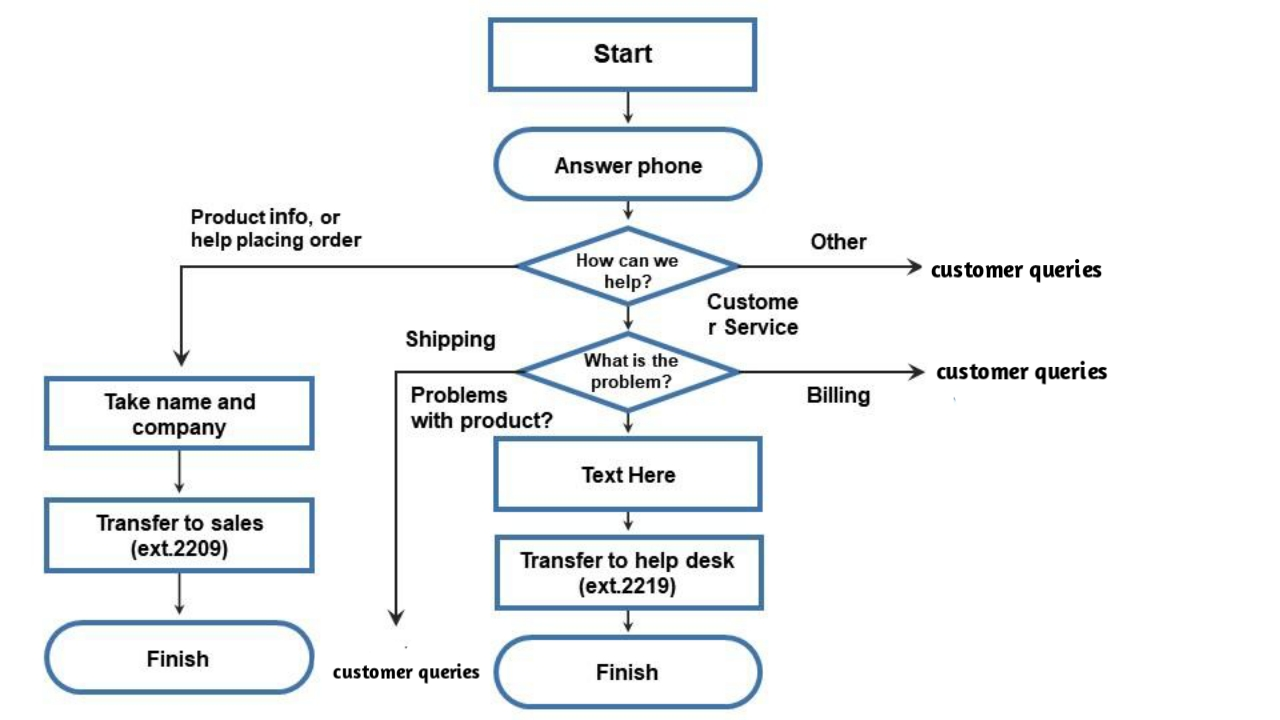 Start
Answer phone
Product info, or
help placing order
How can we
help?
Other
customer queries
Custome
r Service
Shipping
What is the
problem?
customer queries
Problems
with product?
Billing
Take name and
company
Text Here
Transfer to sales
(ext.2209)
Transfer to help desk
(ext.2219)
Finish
customer queries
Finish